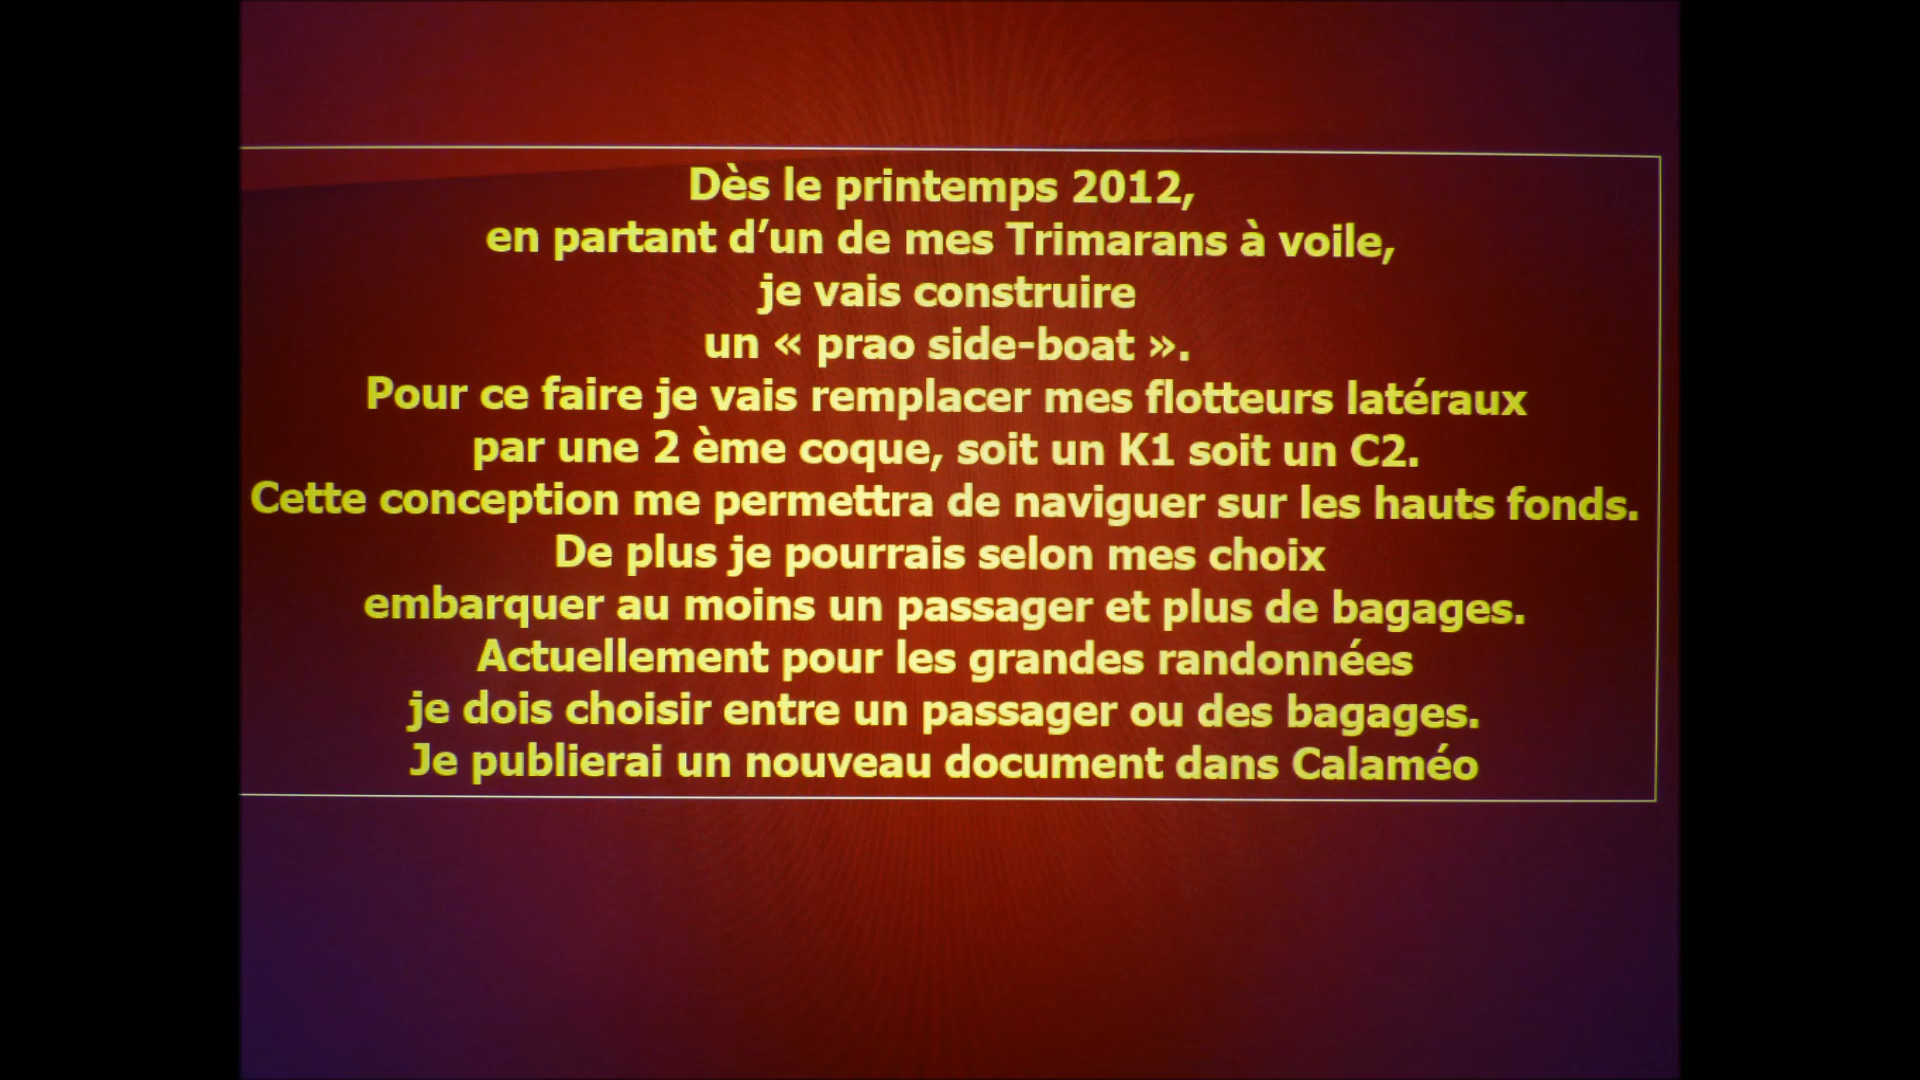 Dès le printemps 2012,
en partant d’un de mes Trimarans à voile,
je vais construire
un « prao side-boat ».
Pour ce faire je vais remplacer mes flotteurs latéraux
par une 2 ème coque, soit un K1 soit un C2.
Cette conception me permettra de naviguer sur les hauts fonds.
De plus je pourrais selon mes choix
embarquer au moins un passager et plus de bagages.
Actuellement pour les grandes randonnées
je dois choisir entre un passager ou des bagages.
Je publierai un nouveau document dans Calaméo